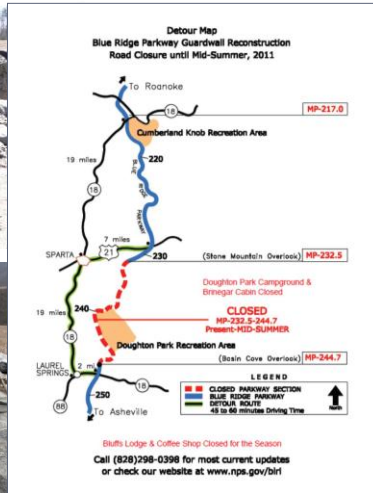 Detour Map
Blue Ridge Parkway Guardwall Reconstruction
Road Closure until Mid-Summer, 2011
To Roanoke
18
MP-217.0
Cumberland Knob Recreation Area
19 miles
220
BLUE
RIDGE
PARKWAY
18
7 miles
21
SPARTA
230
(Stone Mountain Overlook)
MP-232.5
Doughton Park Campground &
Brinegar Cabin Closed
240
CLOSED
MP-232.5-244.7
Present-MID-SUMMER
19 miles
Doughton Park Recreation Area
18
(Basin Cove Overlook)
MP-244.7
LAUREL
SPRINGS
2 mi
18
88
250
To Asheville
LEGEND
CLOSED PARKWAY SECTION
BLUE RIDGE PARKWAY
DETOUR ROUTE
45 to 60 minutes Driving Time
North
Bluffs Lodge & Coffee Shop Closed for the Season
Call (828)298-0398 for most current updates
or check our website at www.nps.gov/blri